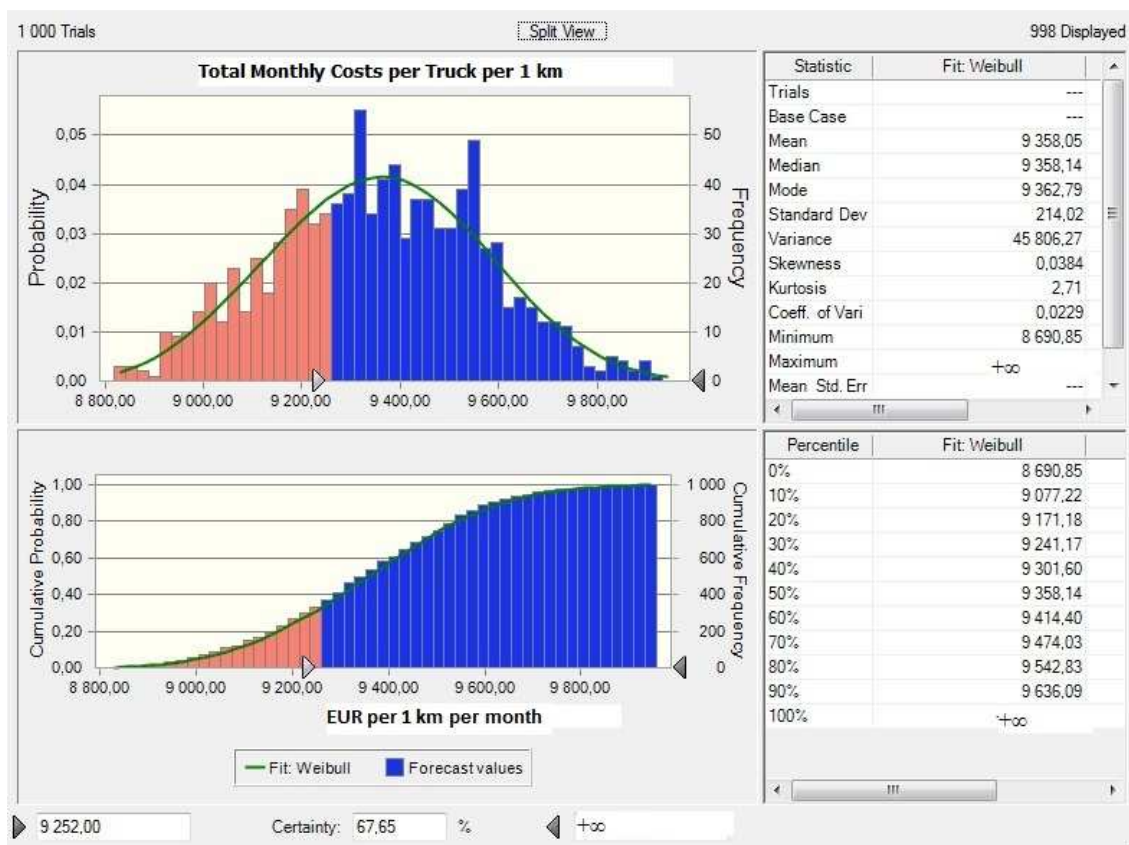 1 000 Trials Split View 998 Displayed
Total Monthly Costs per Truck per 1 km
Probability
0,05
0,04
0,03
0,02
0,01
0,00
50
40
30
20
10
0
Frequency
8 800,00 9 000,00 9 200,00 9 400,00 9 600,00 9 800,00
Statistic Fit: Weibull
Trials ---
Base Case ---
Mean 9 358,05
Median 9 358,14
Mode 9 362,79
Standard Dev 214,02
Variance 45 806,27
Skewness 0,0384
Kurtosis 2,71
Coeff. of Vari 0,0229
Minimum 8 690,85
Maximum +∞
Mean Std. Err ---
Cumulative Probability
1,00
0,80
0,60
0,40
0,20
0,00
1 000
800
600
400
200
0
Cumulative Frequency
8 800,00 9 000,00 9 200,00 9 400,00 9 600,00 9 800,00
EUR per 1 km per month
Fit: Weibull Forecast values
Percentile Fit: Weibull
0% 8 690,85
10% 9 077,22
20% 9 171,18
30% 9 241,17
40% 9 301,60
50% 9 358,14
60% 9 414,40
70% 9 474,03
80% 9 542,83
90% 9 636,09
100% +∞
9 252,00 Certainty: 67,65 % +∞